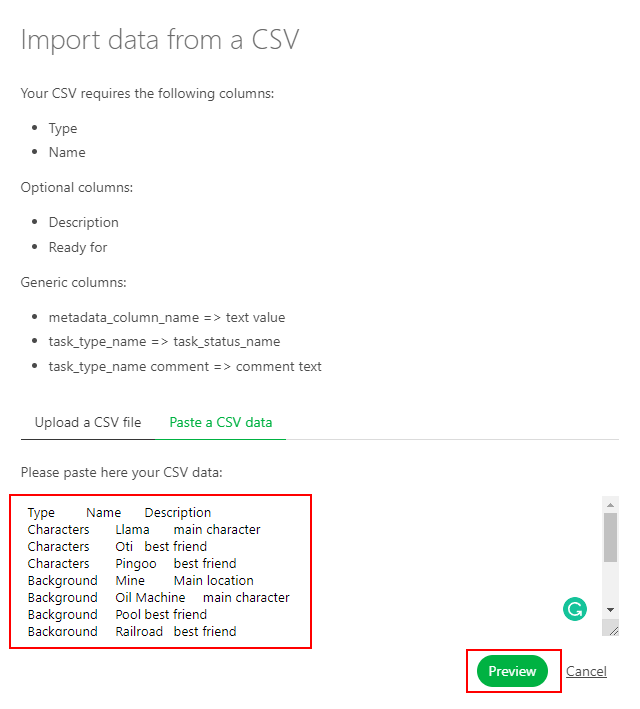 Import data from a CSV
Your CSV requires the following columns:
Type
Name
Optional columns:
Description
Ready for
Generic columns:
metadata_column_name => text value
task_type_name => task_status_name
task_type_name comment => comment text
Upload a CSV file Paste a CSV data
Please paste here your CSV data:
Type Name Description
Characters Llama main character
Characters Oti best friend
Characters Pingoo best friend
Background Mine Main location
Background Oil Machine main character
Background Pool best friend
Background Railroad best friend
Preview Cancel